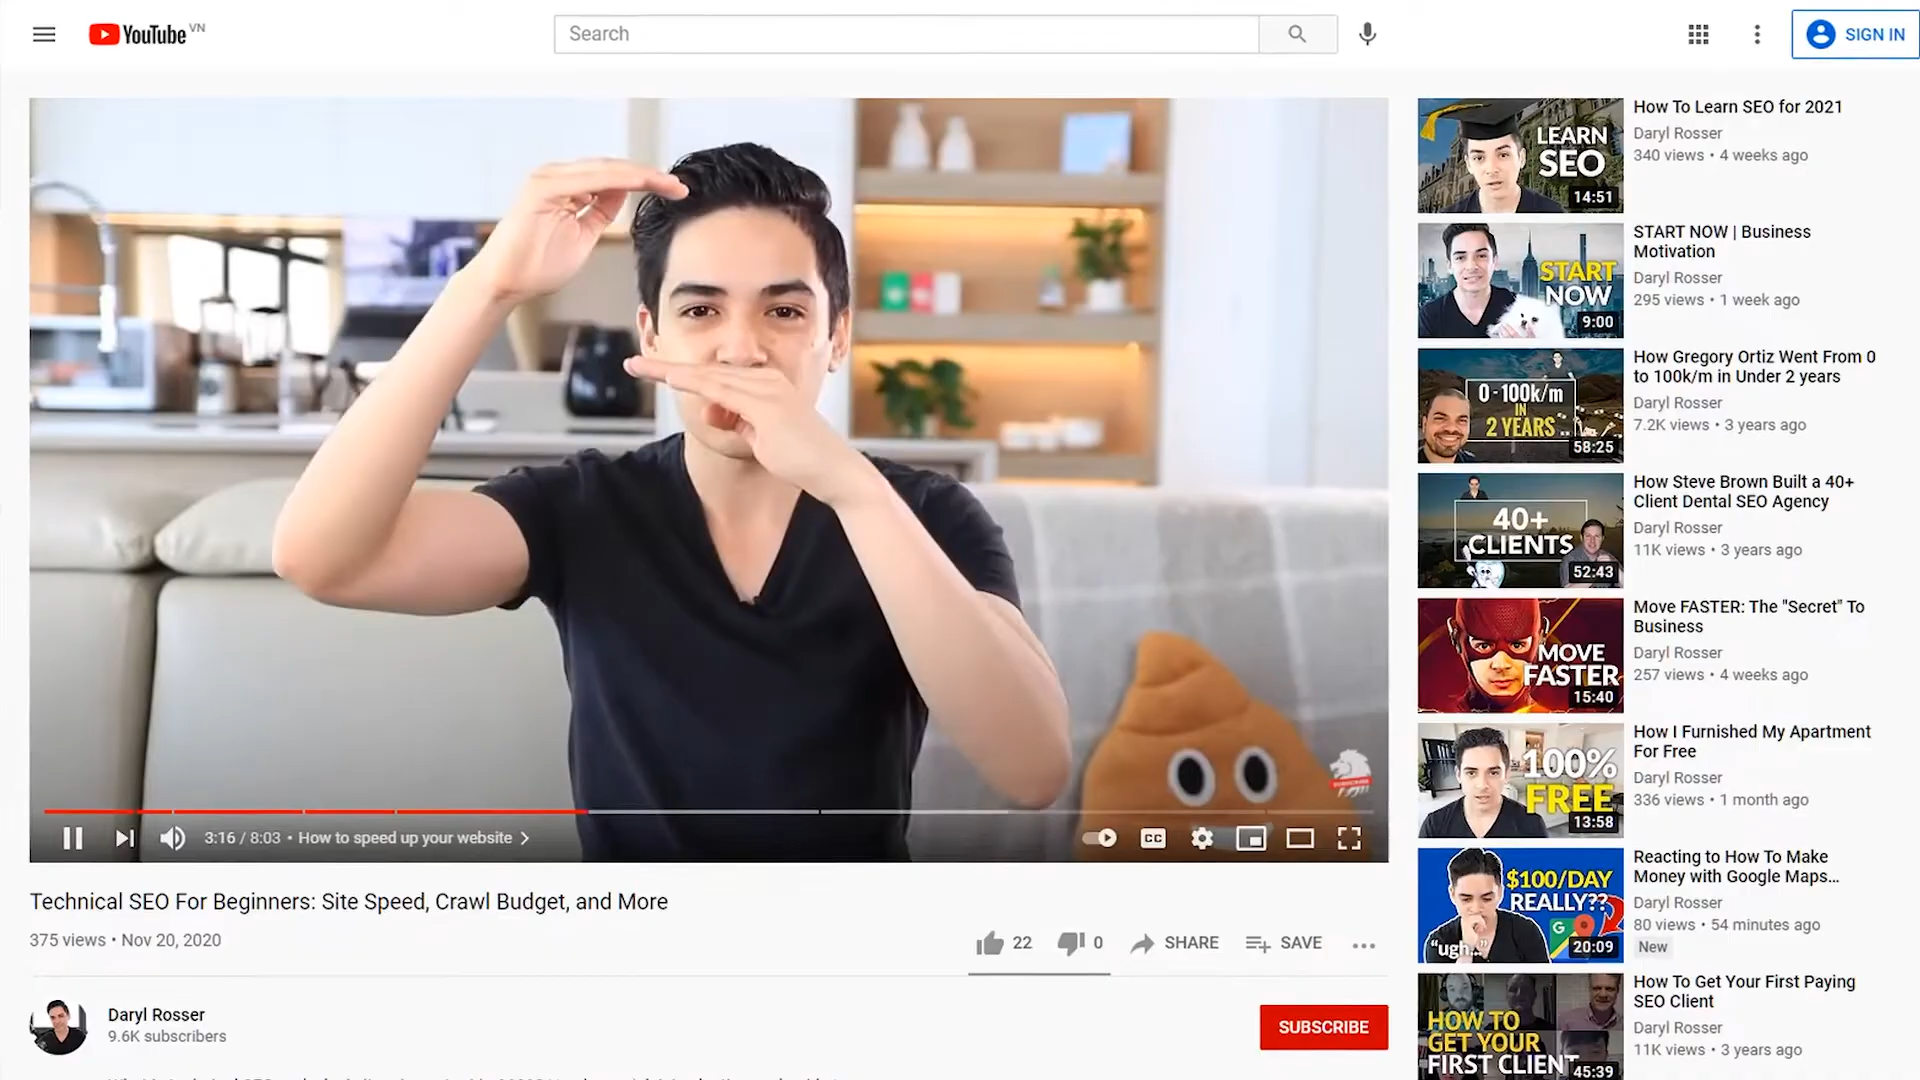 YouTube VN
Search
SIGN IN
SUBSCRIBE
3:16 / 8:03 • How to speed up your website >
CC
Technical SEO For Beginners: Site Speed, Crawl Budget, and More
375 views • Nov 20, 2020
22
0
SHARE
SAVE
Daryl Rosser
9.6K subscribers
SUBSCRIBE
LEARN
SEO
14:51
How To Learn SEO for 2021
Daryl Rosser
340 views • 4 weeks ago
START
NOW
9:00
START NOW | Business
Motivation
Daryl Rosser
295 views • 1 week ago
0-100k/m
IN
2 YEARS
58:25
How Gregory Ortiz Went From 0
to 100k/m in Under 2 years
Daryl Rosser
7.2K views • 3 years ago
40+
CLIENTS
52:43
How Steve Brown Built a 40+
Client Dental SEO Agency
Daryl Rosser
11K views • 3 years ago
MOVE
FASTER
15:40
Move FASTER: The "Secret" To
Business
Daryl Rosser
257 views • 4 weeks ago
100%
FREE
13:58
How I Furnished My Apartment
For Free
Daryl Rosser
336 views • 1 month ago
$100/DAY
REALLY??
G
"ugh..."
20:09
Reacting to How To Make
Money with Google Maps...
Daryl Rosser
80 views • 54 minutes ago
New
HOW TO
GET YOUR
FIRST CLIENT
45:39
How To Get Your First Paying
SEO Client
Daryl Rosser
11K views • 3 years ago